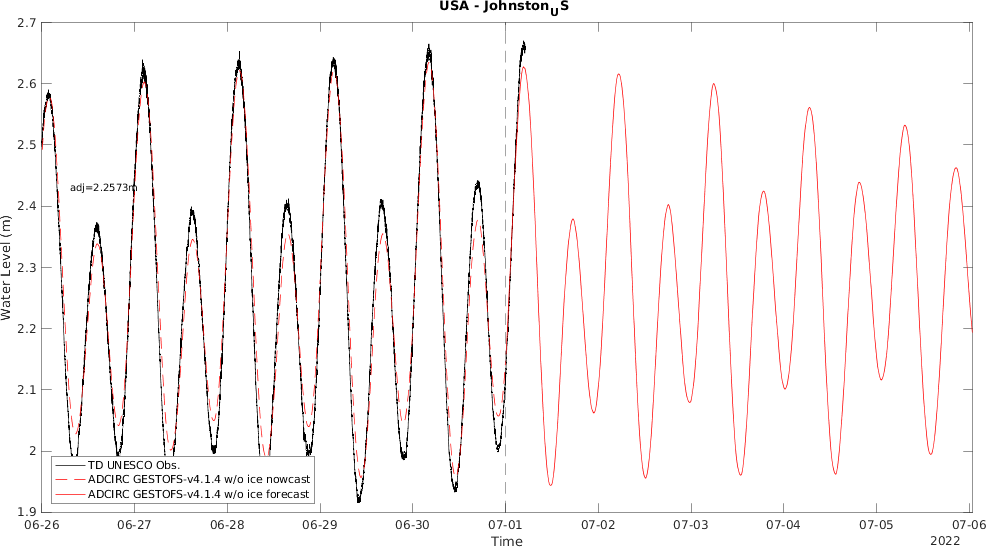 USA - Johnston_US
2.7
2.6
2.5
2.4
2.3
2.2
2.1
2
1.9
Water Level (m)
adj=2.2573m
TD UNESCO Obs.
ADCIRC GESTOFS-v4.1.4 w/o ice nowcast
ADCIRC GESTOFS-v4.1.4 w/o ice forecast
06-26 06-27 06-28 06-29 06-30 07-01 07-02 07-03 07-04 07-05 07-06
Time
2022